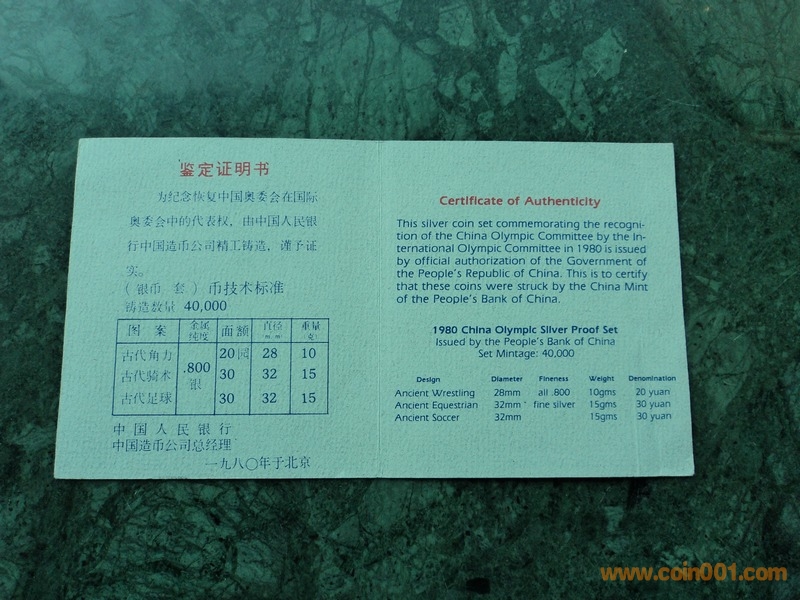 鉴定证明书
为纪念恢复中国奥委会在国际
奥委会中的代表权，由中国人民银
行中国造币公司精工铸造，谨予证
实。
（银币 套）币技术标准
铸造数量 40,000
图案 金属纯度 面额 直径m.m 重量克
古代角力 .800银 20园 28 10
古代骑术 30 32 15
古代足球 30 32 15
中国人民银行
中国造币公司总经理
一九八〇年于北京
Certificate of Authenticity
This silver coin set commemorating the recogni-
tion of the China Olympic Committee by the In-
ternational Olympic Committee in 1980 is issued
by official authorization of the Government of
the People's Republic of China. This is to certify
that these coins were struck by the China Mint
of the People's Bank of China.
1980 China Olympic Silver Proof Set
Issued by the People's Bank of China
Set Mintage: 40,000
Design Diameter Fineness Weight Denomination
Ancient Wrestling 28mm all .800 10gms 20 yuan
Ancient Equestrian 32mm fine silver 15gms 30 yuan
Ancient Soccer 32mm 15gms 30 yuan
www.coin001.com